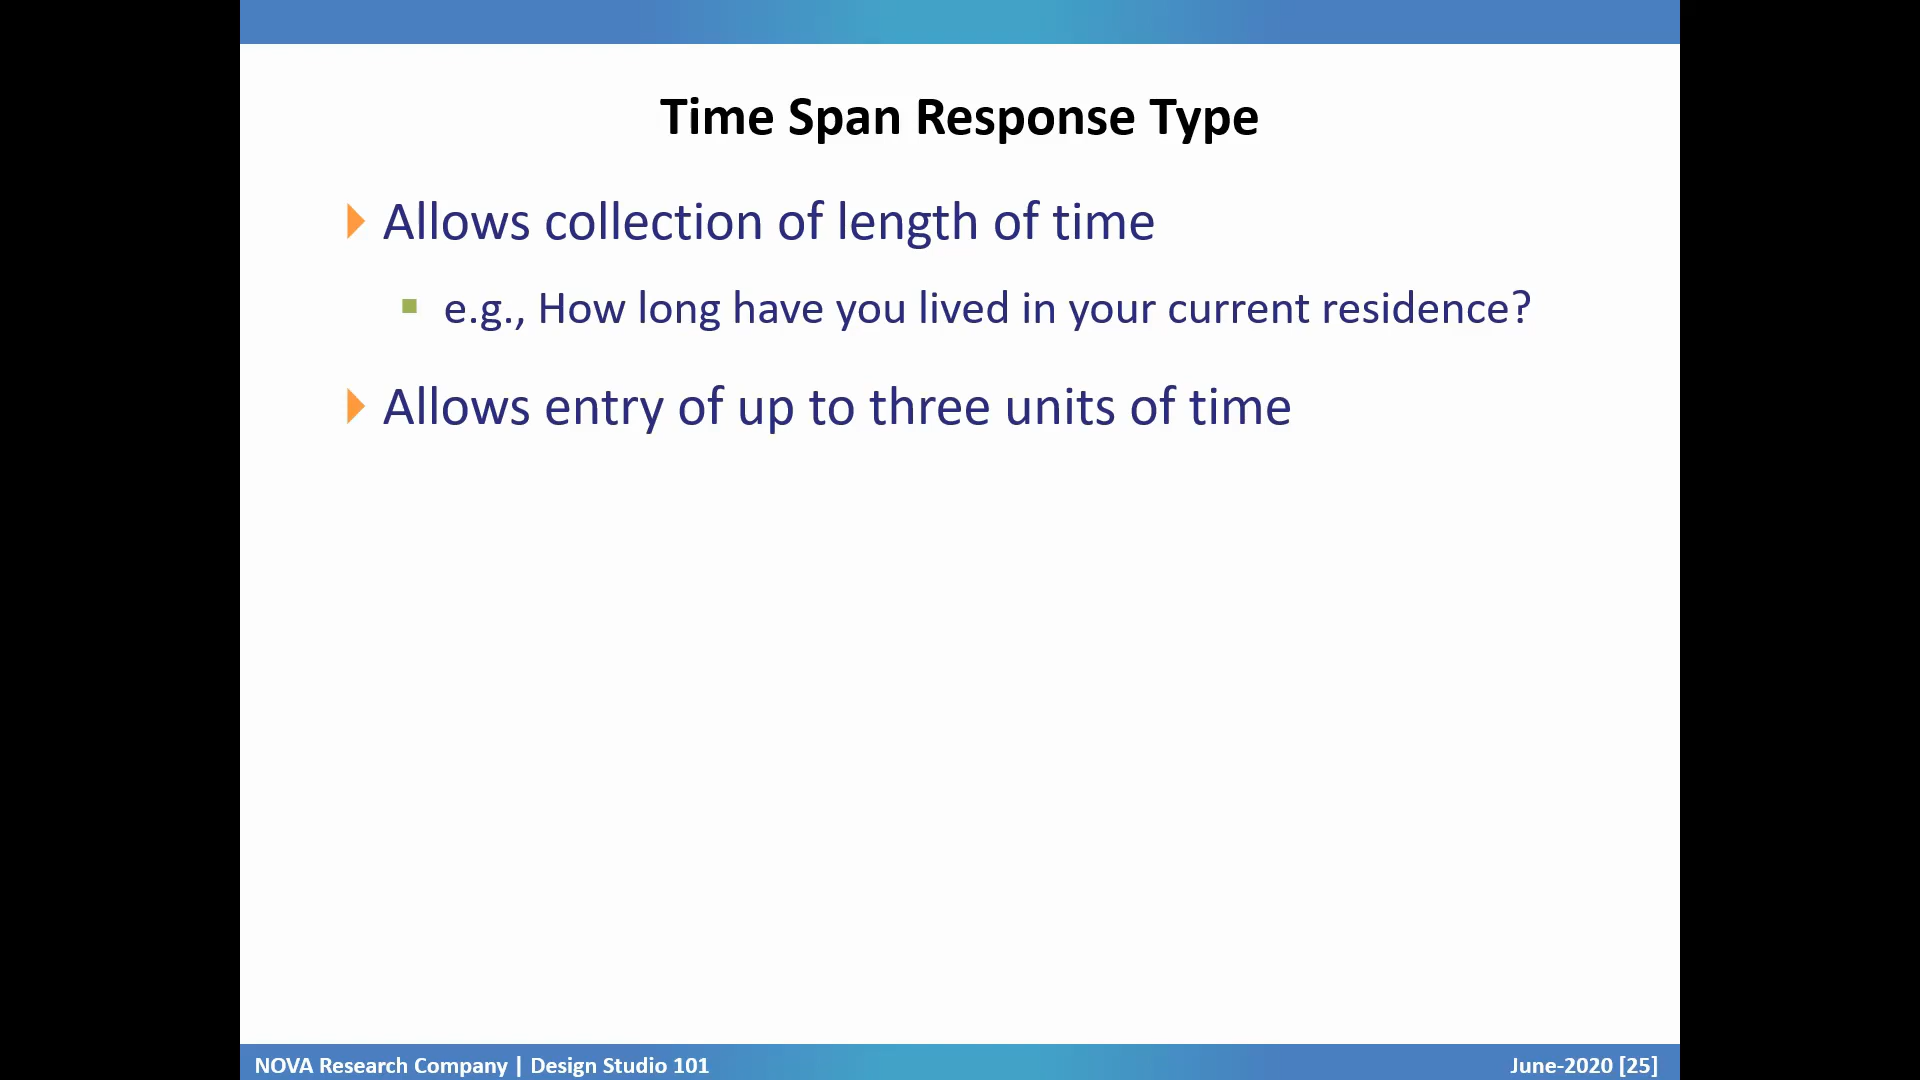 Time Span Response Type
Allows collection of length of time
e.g., How long have you lived in your current residence?
Allows entry of up to three units of time
NOVA Research Company | Design Studio 101
June-2020 [25]